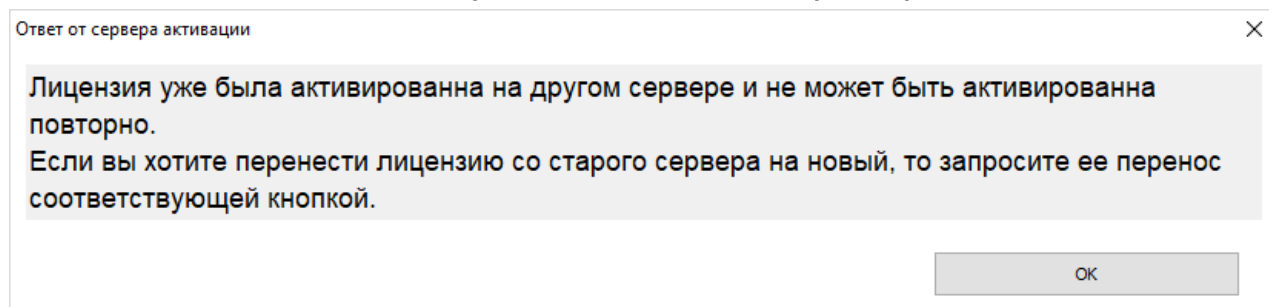 Ответ от сервера активации
Лицензия уже была активированна на другом сервере и не может быть активированна
повторно.
Если вы хотите перенести лицензию со старого сервера на новый, то запросите ее перенос
соответствующей кнопкой.
ОК